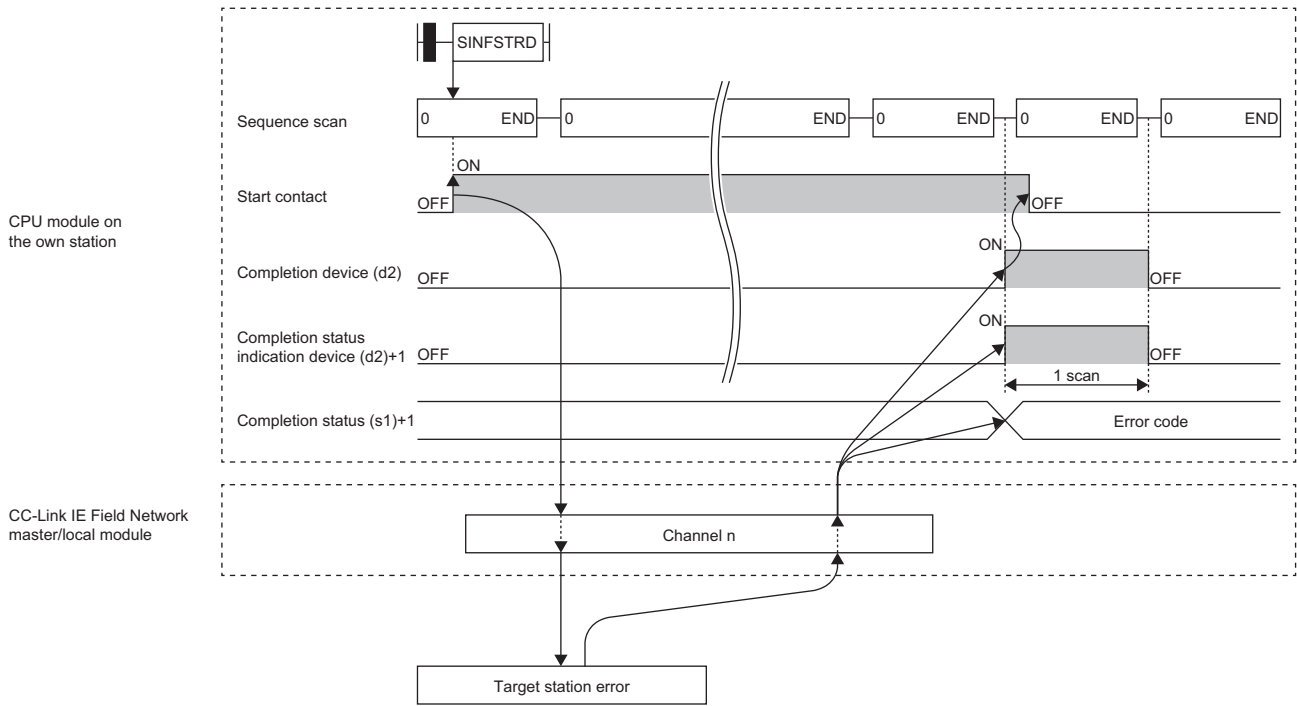 SINFSTRD
Sequence scan
0 END 0 END 0 END 0 END 0 END
ON
Start contact
OFF
OFF
CPU module on
the own station
ON
Completion device (d2)
OFF
OFF
Completion status
indication device (d2)+1
ON
OFF
OFF
1 scan
Completion status (s1)+1
Error code
CC-Link IE Field Network
master/local module
Channel n
Target station error